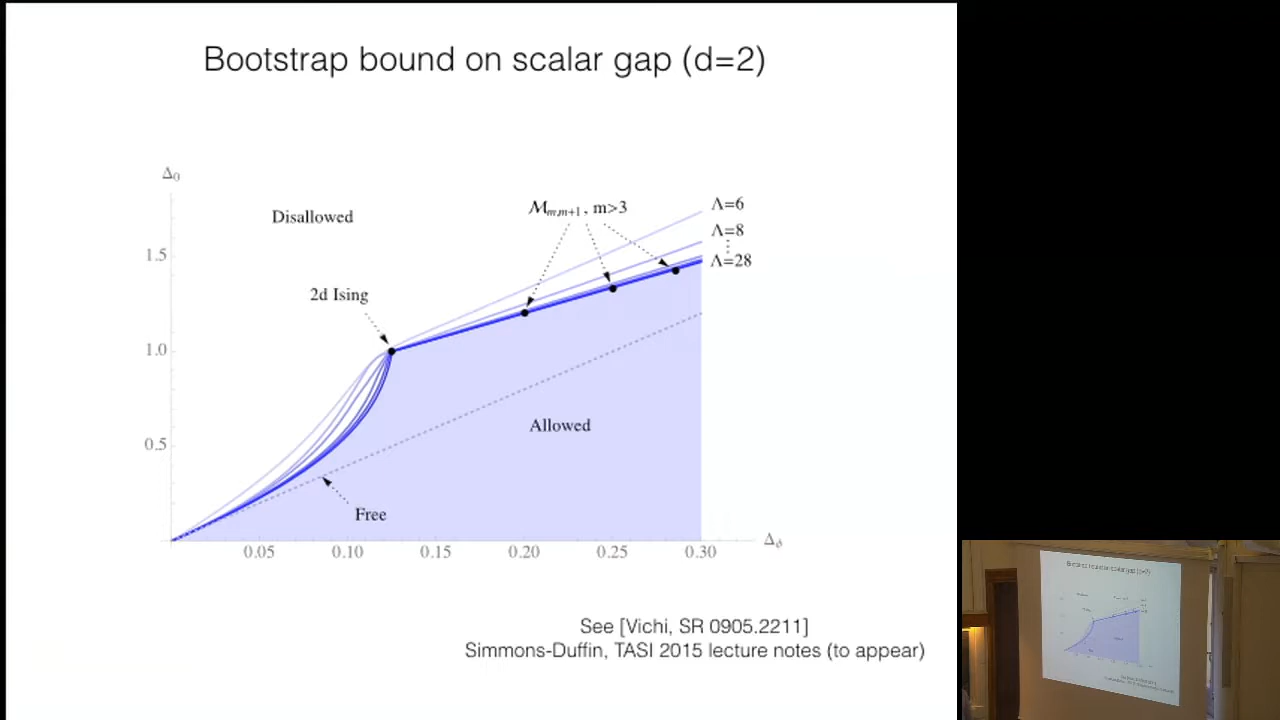 Bootstrap bound on scalar gap (d=2)
Δ₀
Disallowed
M_{m,m+1}, m>3
Λ=6
Λ=8
⋮
Λ=28
1.5
2d Ising
1.0
Allowed
0.5
Free
0.05
0.10
0.15
0.20
0.25
0.30
See [Vichi, SR 0905.2211]
Simmons-Duffin, TASI 2015 lecture notes (to appear)